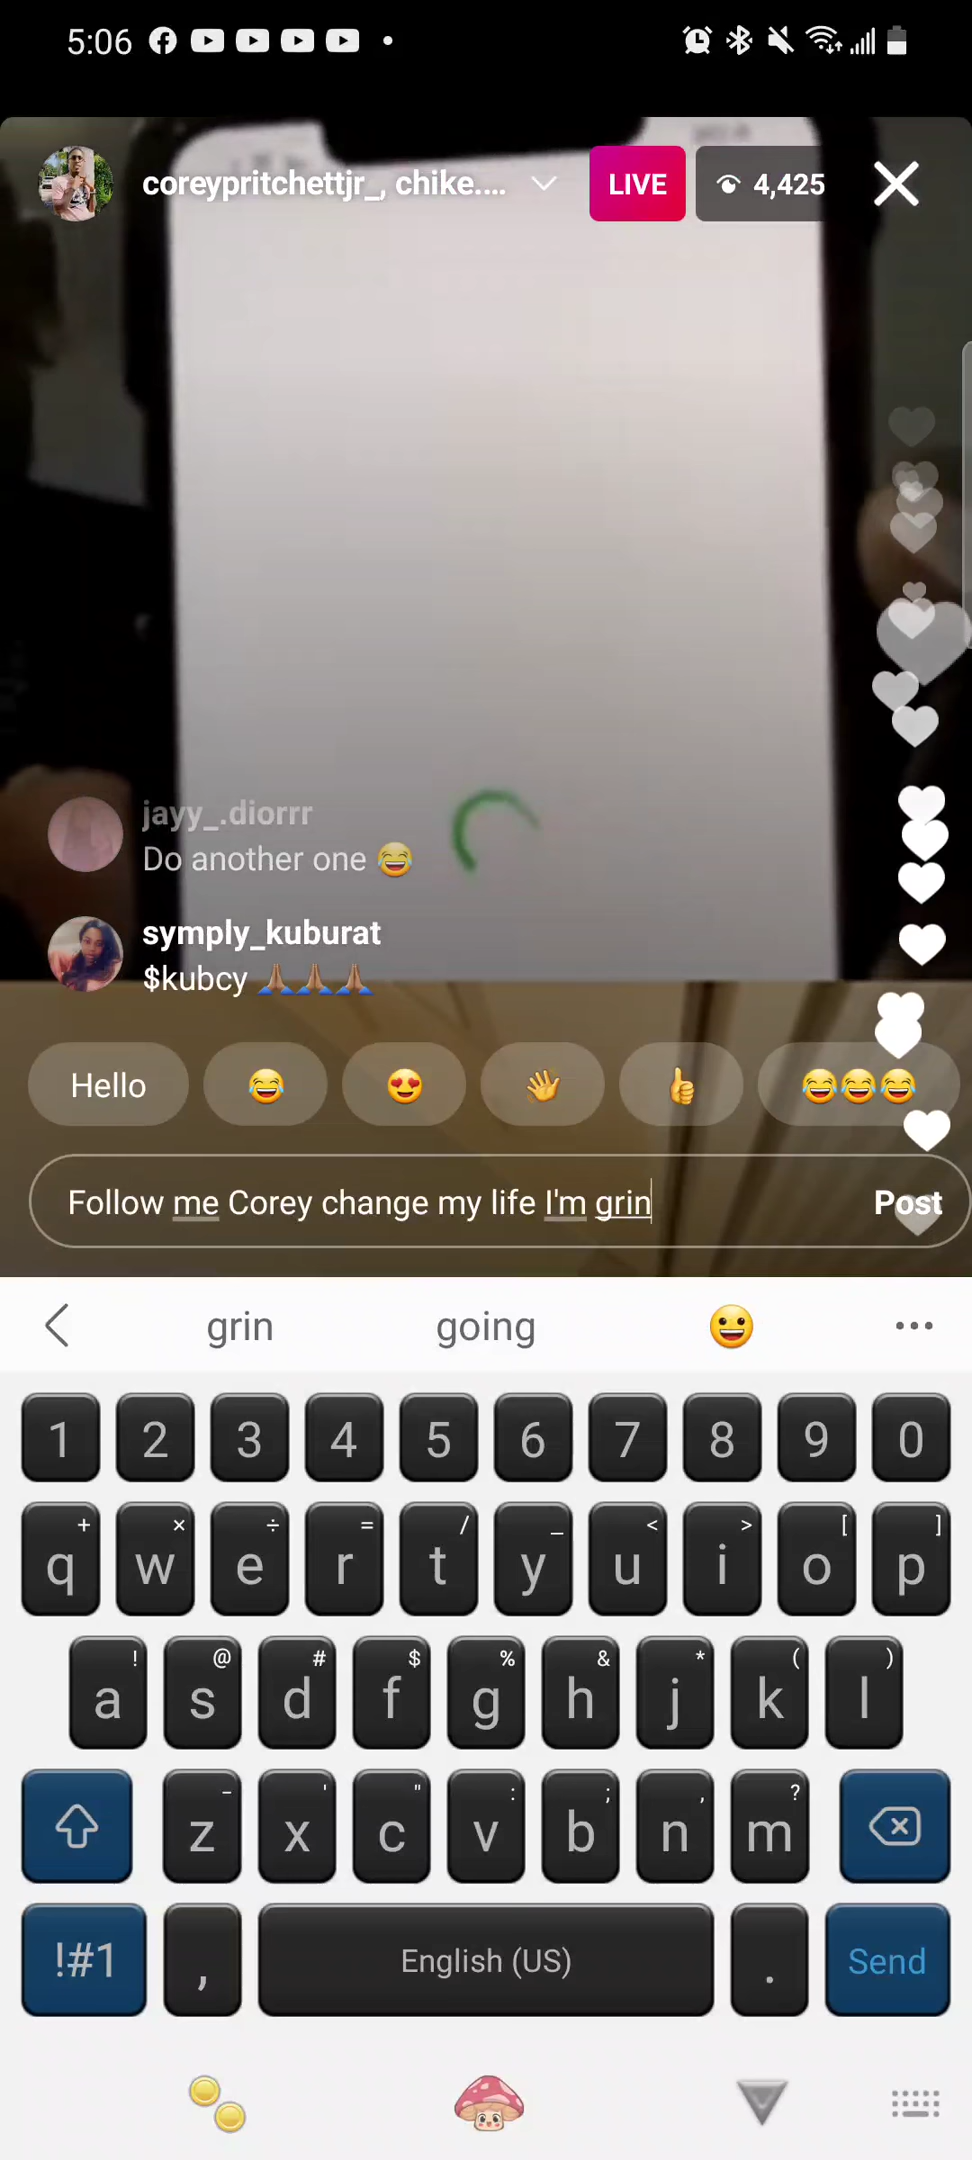 5:06
coreypritchettjr_, chike....
LIVE
4,425
jayy_.diorrr
Do another one 😂
symply_kuburat
$kubcy 🙏🏾🙏🏾🙏🏾
Hello 😂 😍 👋 👍 😂😂😂
Follow me Corey change my life I'm grin
Post
grin going 😀 •••
1 2 3 4 5 6 7 8 9 0
+ × ÷ = / _ < > [ ]
q w e r t y u i o p
! @ # $ % & * ( )
a s d f g h j k l
- ' " : ; , ?
z x c v b n m
!#1 , English (US) . Send